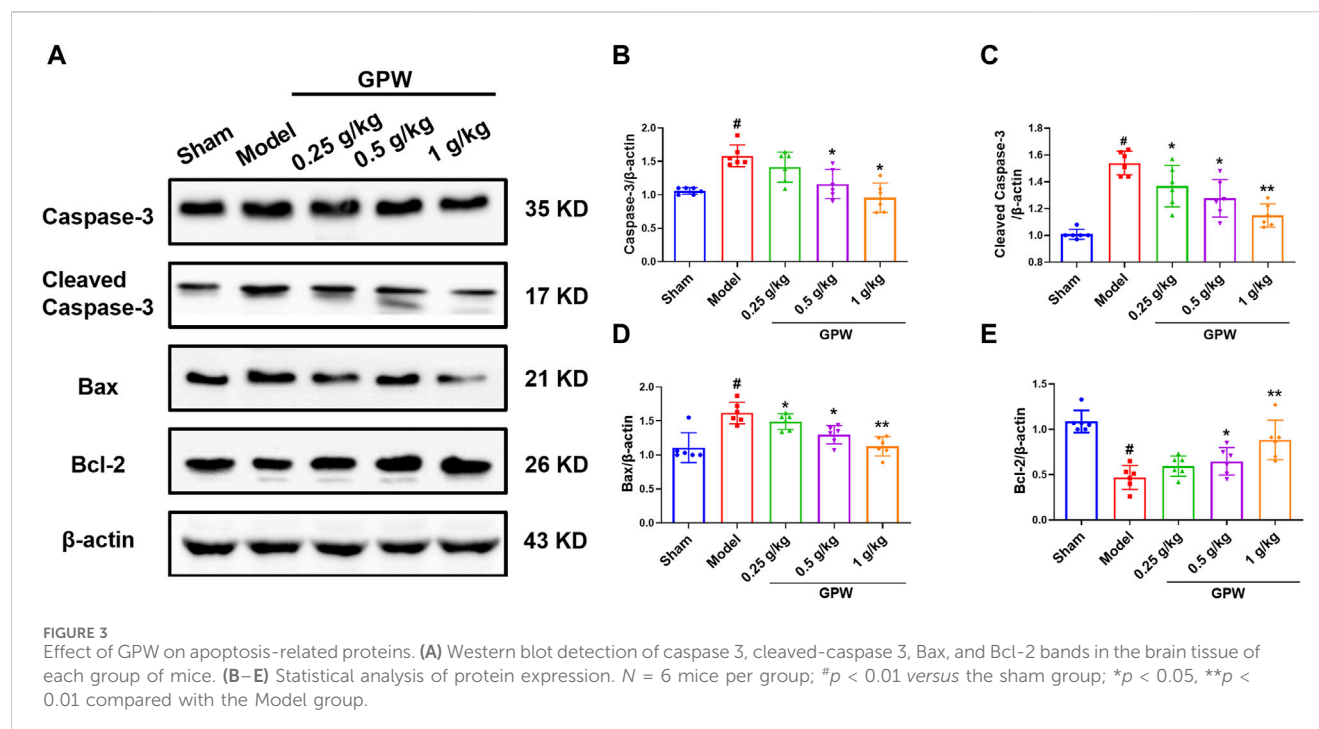 A
GPW
Sham
Model
0.25 g/kg
0.5 g/kg
1 g/kg
Caspase-3
35 KD
Cleaved
Caspase-3
17 KD
Bax
21 KD
Bcl-2
26 KD
β-actin
43 KD
B
Caspase-3/β-actin
2.0
1.5
1.0
0.5
0.0
#
*
*
Sham
Model
0.25 g/kg
0.5 g/kg
1 g/kg
GPW
C
Cleaved Caspase-3
/β-actin
1.8
1.6
1.4
1.2
1.0
0.8
#
*
*
**
Sham
Model
0.25 g/kg
0.5 g/kg
1 g/kg
GPW
D
Bax/β-actin
2.0
1.5
1.0
0.5
0.0
#
*
*
**
Sham
Model
0.25 g/kg
0.5 g/kg
1 g/kg
GPW
E
Bcl-2/β-actin
1.5
1.0
0.5
0.0
#
*
**
Sham
Model
0.25 g/kg
0.5 g/kg
1 g/kg
GPW
FIGURE 3
Effect of GPW on apoptosis-related proteins. (A) Western blot detection of caspase 3, cleaved-caspase 3, Bax, and Bcl-2 bands in the brain tissue of
each group of mice. (B–E) Statistical analysis of protein expression. N = 6 mice per group; #p < 0.01 versus the sham group; *p < 0.05, **p <
0.01 compared with the Model group.